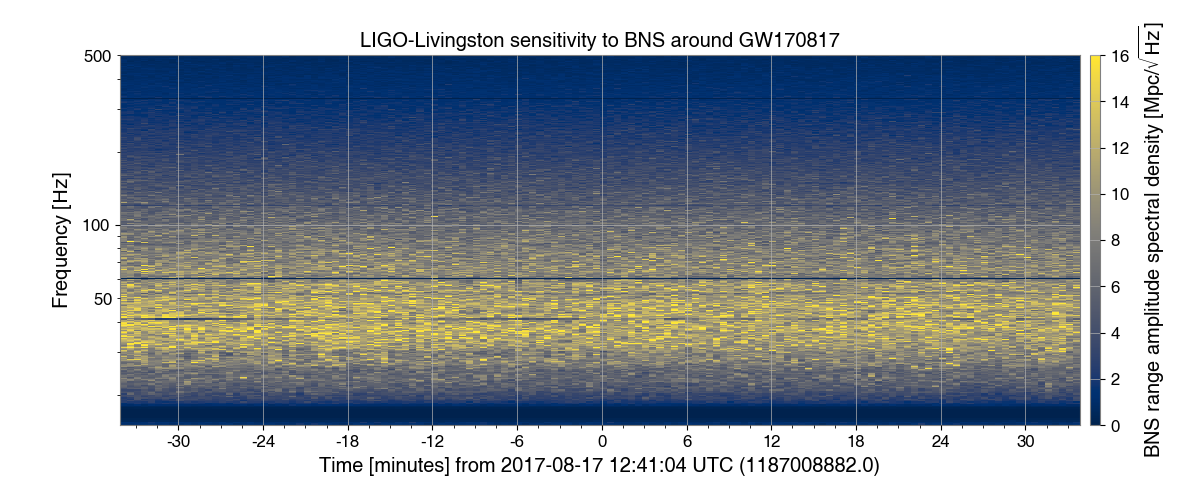 LIGO-Livingston sensitivity to BNS around GW170817
500
100
50
Frequency [Hz]
-30 -24 -18 -12 -6 0 6 12 18 24 30
Time [minutes] from 2017-08-17 12:41:04 UTC (1187008882.0)
16
14
12
10
8
6
4
2
0
BNS range amplitude spectral density [Mpc/√Hz]